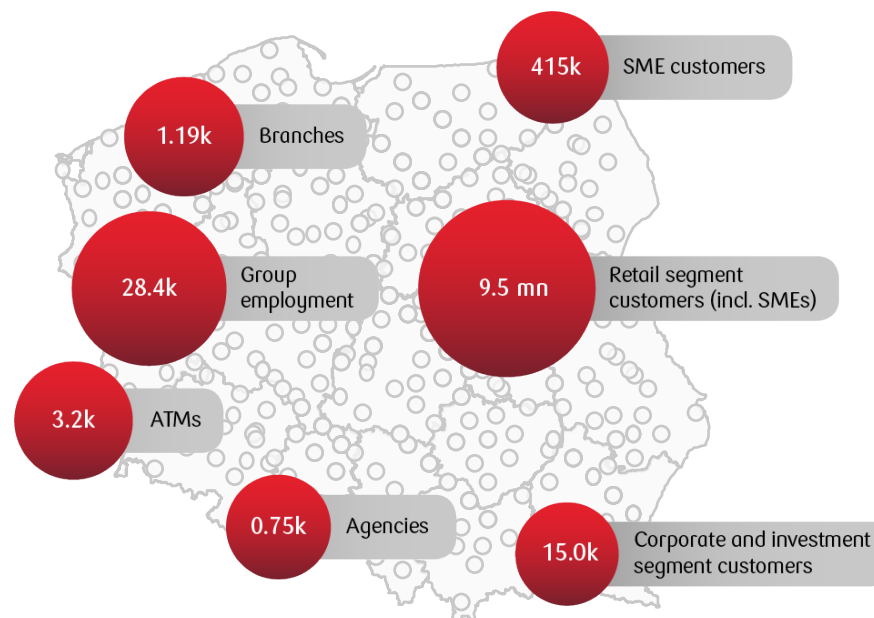 415k
SME customers
1.19k
Branches
28.4k
Group
employment
9.5 mn
Retail segment
customers (incl. SMEs)
3.2k
ATMs
0.75k
Agencies
15.0k
Corporate and investment
segment customers